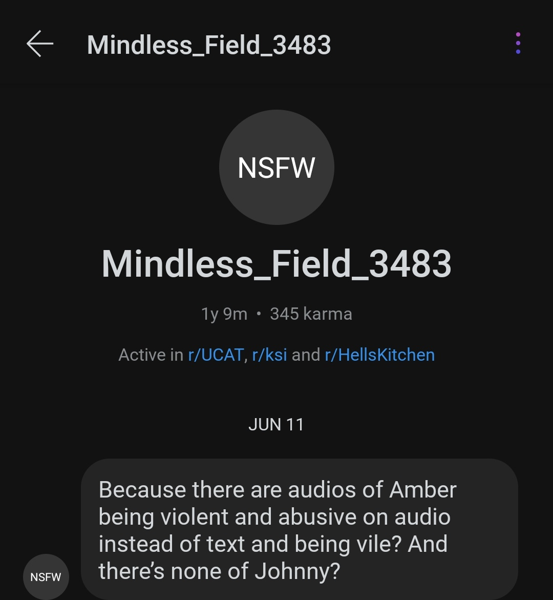 Mindless_Field_3483
NSFW
Mindless_Field_3483
1y 9m • 345 karma
Active in r/UCAT, r/ksi and r/HellsKitchen
JUN 11
Because there are audios of Amber
being violent and abusive on audio
instead of text and being vile? And
there’s none of Johnny?
NSFW